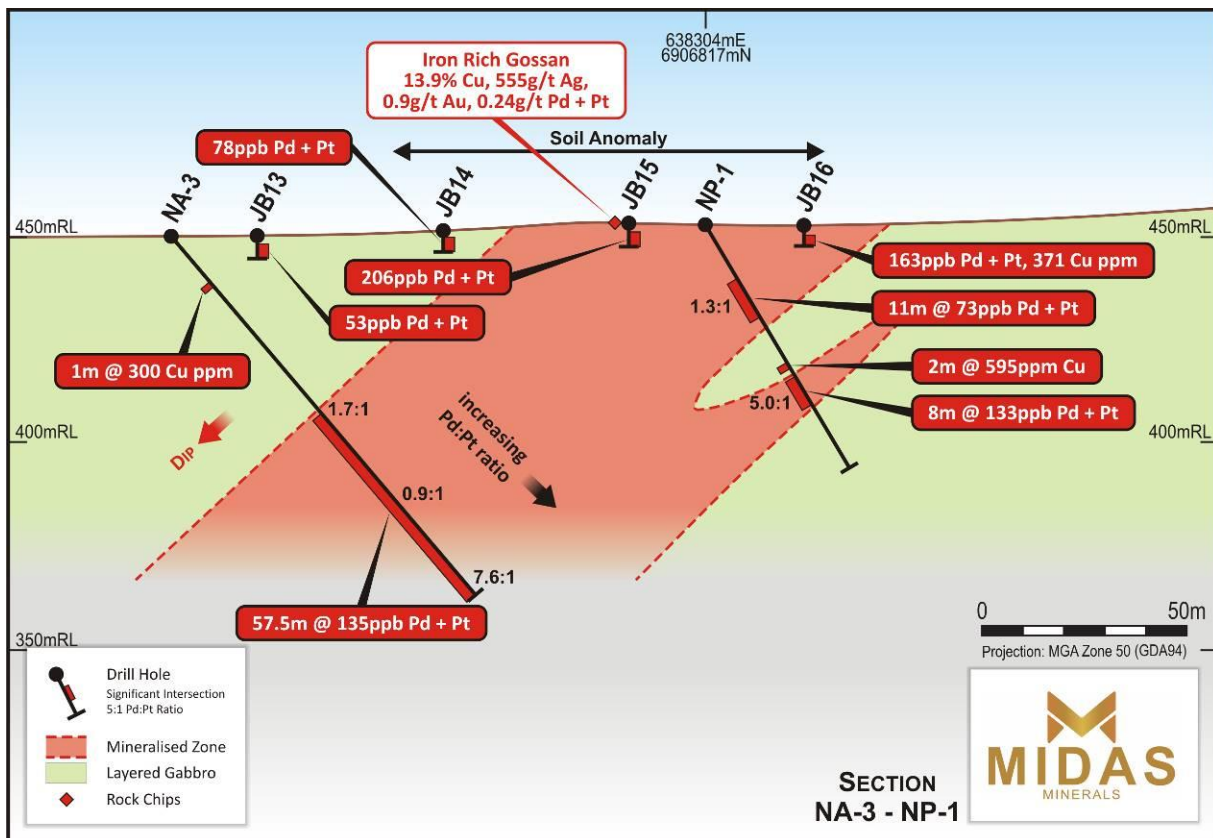 638304mE
6906817mN
Iron Rich Gossan
13.9% Cu, 555g/t Ag,
0.9g/t Au, 0.24g/t Pd + Pt
78ppb Pd + Pt
Soil Anomaly
NA-3
JB13
JB14
JB15
NP-1
JB16
450mRL
450mRL
206ppb Pd + Pt
163ppb Pd + Pt, 371 Cu ppm
53ppb Pd + Pt
1.3:1
11m @ 73ppb Pd + Pt
1m @ 300 Cu ppm
2m @ 595ppm Cu
5.0:1
8m @ 133ppb Pd + Pt
1.7:1
increasing
Pd:Pt ratio
DIP
400mRL
400mRL
0.9:1
7.6:1
57.5m @ 135ppb Pd + Pt
350mRL
0 50m
Projection: MGA Zone 50 (GDA94)
Drill Hole
Significant Intersection
5:1 Pd:Pt Ratio
Mineralised Zone
Layered Gabbro
Rock Chips
SECTION
NA-3 - NP-1
MIDAS
MINERALS